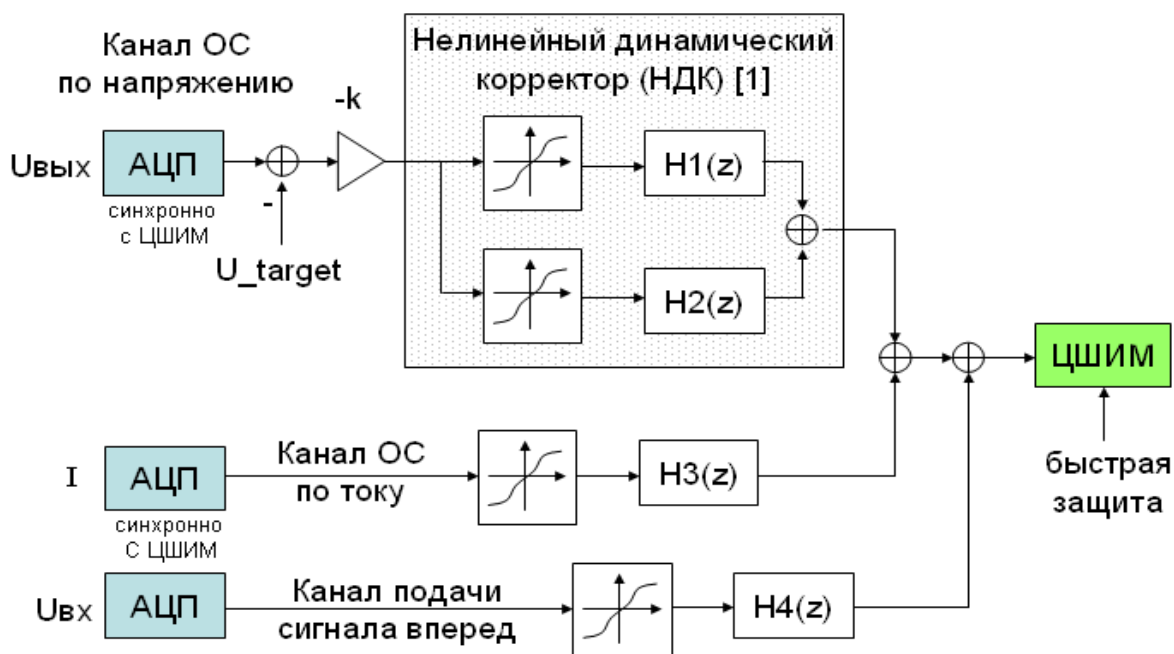 Канал ОС
по напряжению
Нелинейный динамический
корректор (НДК) [1]
-k
Uвых
АЦП
синхронно
с ЦШИМ
-
U_target
H1(z)
H2(z)
ЦШИМ
быстрая
защита
I
АЦП
синхронно
С ЦШИМ
Канал ОС
по току
H3(z)
Uвх
АЦП
Канал подачи
сигнала вперед
H4(z)